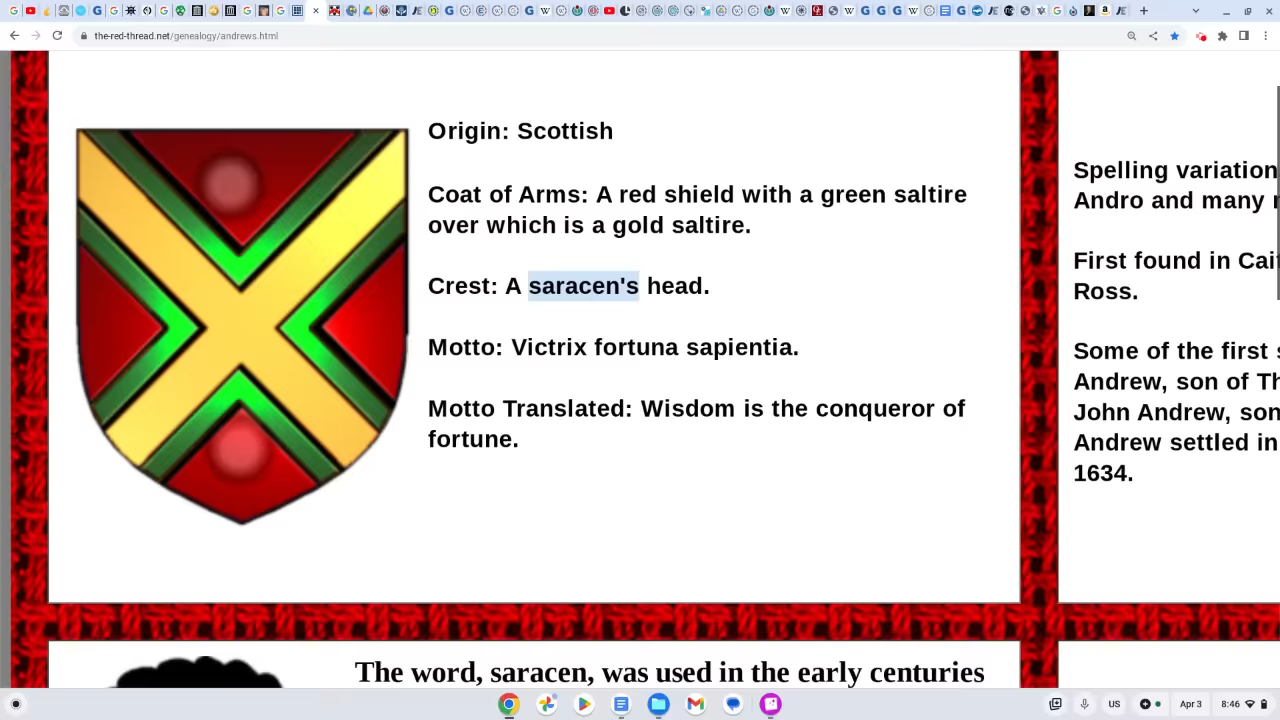 the-red-thread.net/genealogy/andrews.html
Origin: Scottish
Coat of Arms: A red shield with a green saltire
over which is a gold saltire.
Crest: A saracen's head.
Motto: Victrix fortuna sapientia.
Motto Translated: Wisdom is the conqueror of
fortune.
Spelling variation
Andro and many
First found in
Ross.
Some of the first
Andrew, son of
John Andrew, son
Andrew settled in
1634.
The word, saracen, was used in the early centuries
US
Apr 3
8:46